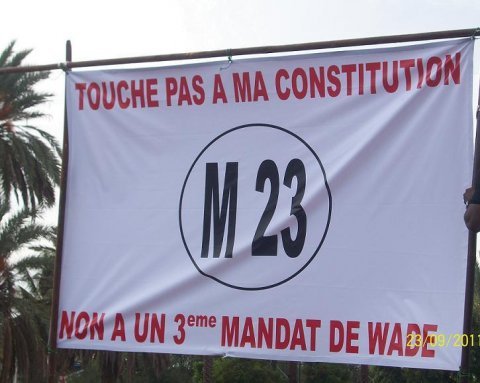 TOUCHE PAS A MA CONSTITUTION
M 23
NON A UN 3eme MANDAT DE WADE
23/09/2011